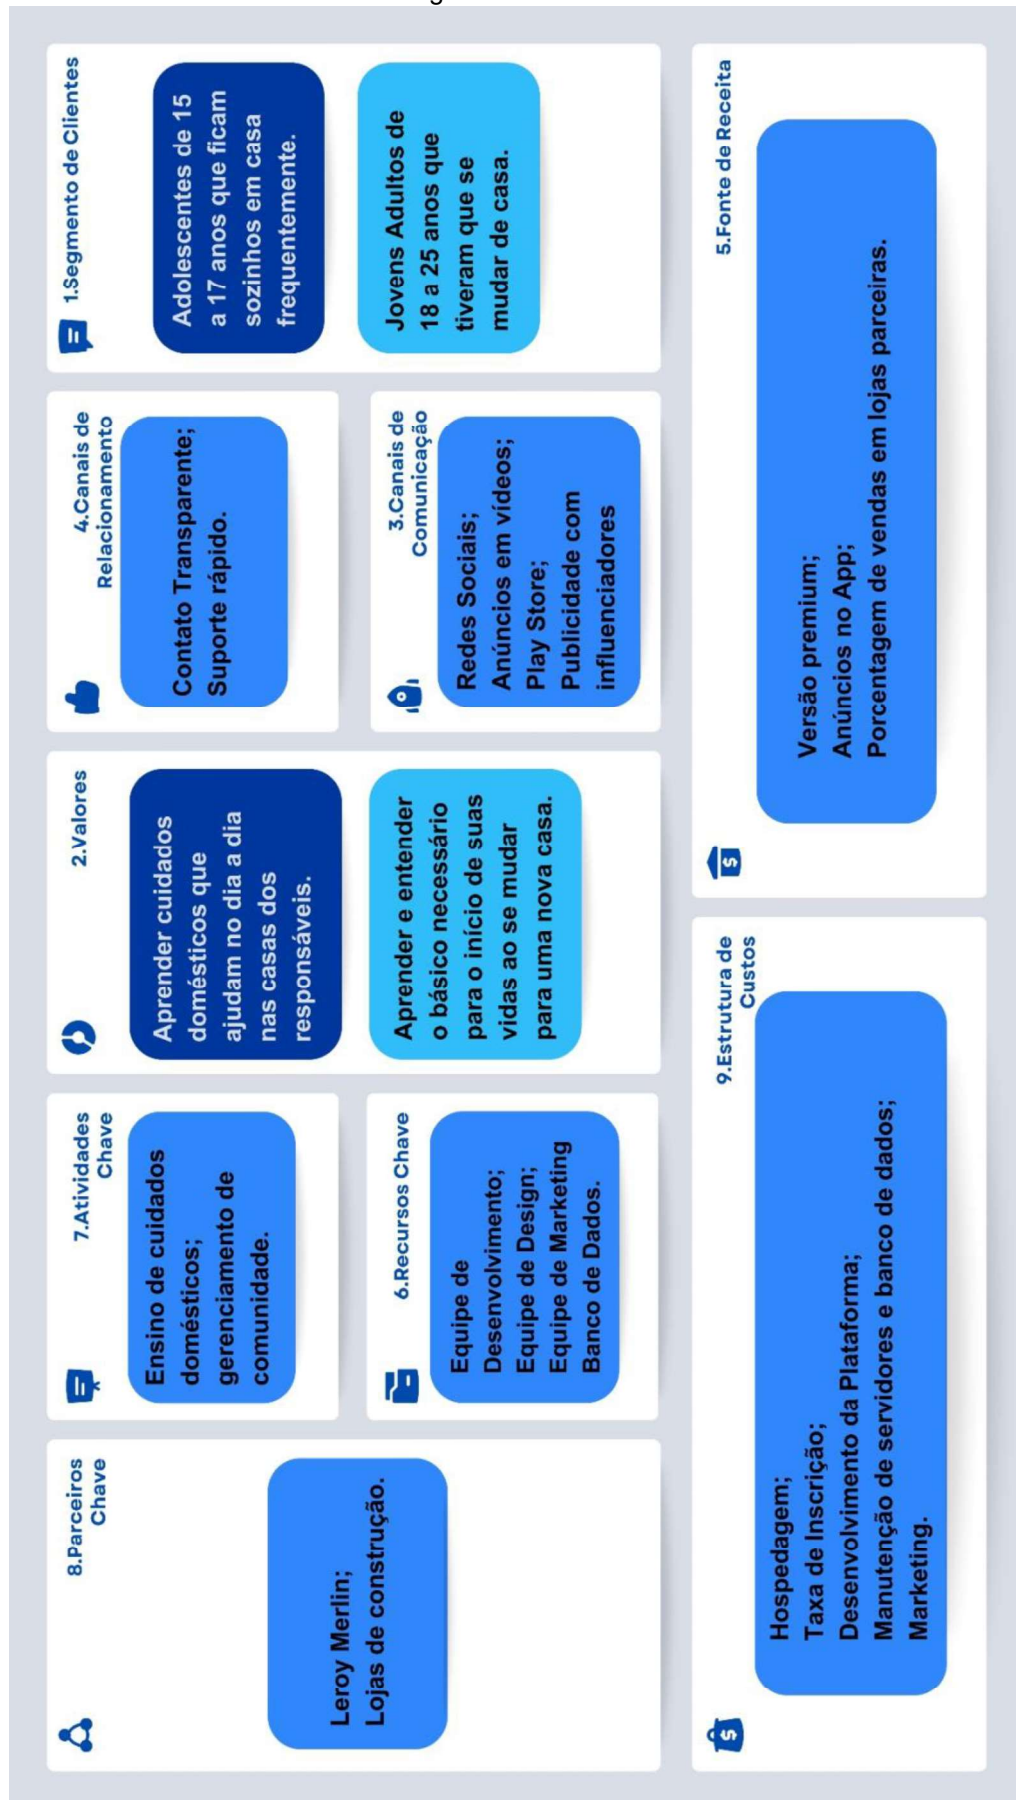 8.Parceiros
Chave
Leroy Merlin;
Lojas de construção.
7.Atividades
Chave
Ensino de cuidados
domésticos;
gerenciamento de
comunidade.
6.Recursos Chave
Equipe de
Desenvolvimento;
Equipe de Design;
Equipe de Marketing
Banco de Dados.
2.Valores
Aprender cuidados
domésticos que
ajudam no dia a dia
nas casas dos
responsáveis.
Aprender e entender
o básico necessário
para o início de suas
vidas ao se mudar
para uma nova casa.
4.Canais de
Relacionamento
Contato Transparente;
Suporte rápido.
3.Canais de
Comunicação
Redes Sociais;
Anúncios em vídeos;
Play Store;
Publicidade com
influenciadores
1.Segmento de Clientes
Adolescentes de 15
a 17 anos que ficam
sozinhos em casa
frequentemente.
Jovens Adultos de
18 a 25 anos que
tiveram que se
mudar de casa.
9.Estrutura de
Custos
Hospedagem;
Taxa de Inscrição;
Desenvolvimento da Plataforma;
Manutenção de servidores e banco de dados;
Marketing.
5.Fonte de Receita
Versão premium;
Anúncios no App;
Porcentagem de vendas em lojas parceiras.